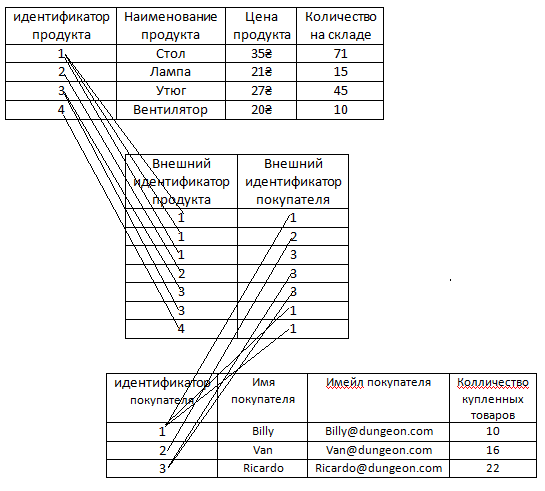 идентификатор Наименование Цена Количество
продукта продукта продукта на складе
1 Стол 35₴ 71
2 Лампа 21₴ 15
3 Утюг 27₴ 45
4 Вентилятор 20₴ 10
Внешний Внешний
идентификатор идентификатор
продукта покупателя
1 1
1 2
1 3
2 3
3 3
3 1
4 1
идентификатор Имя Имейл покупателя Колличество
покупателя покупателя купленных
товаров
1 Billy Billy@dungeon.com 10
2 Van Van@dungeon.com 16
3 Ricardo Ricardo@dungeon.com 22